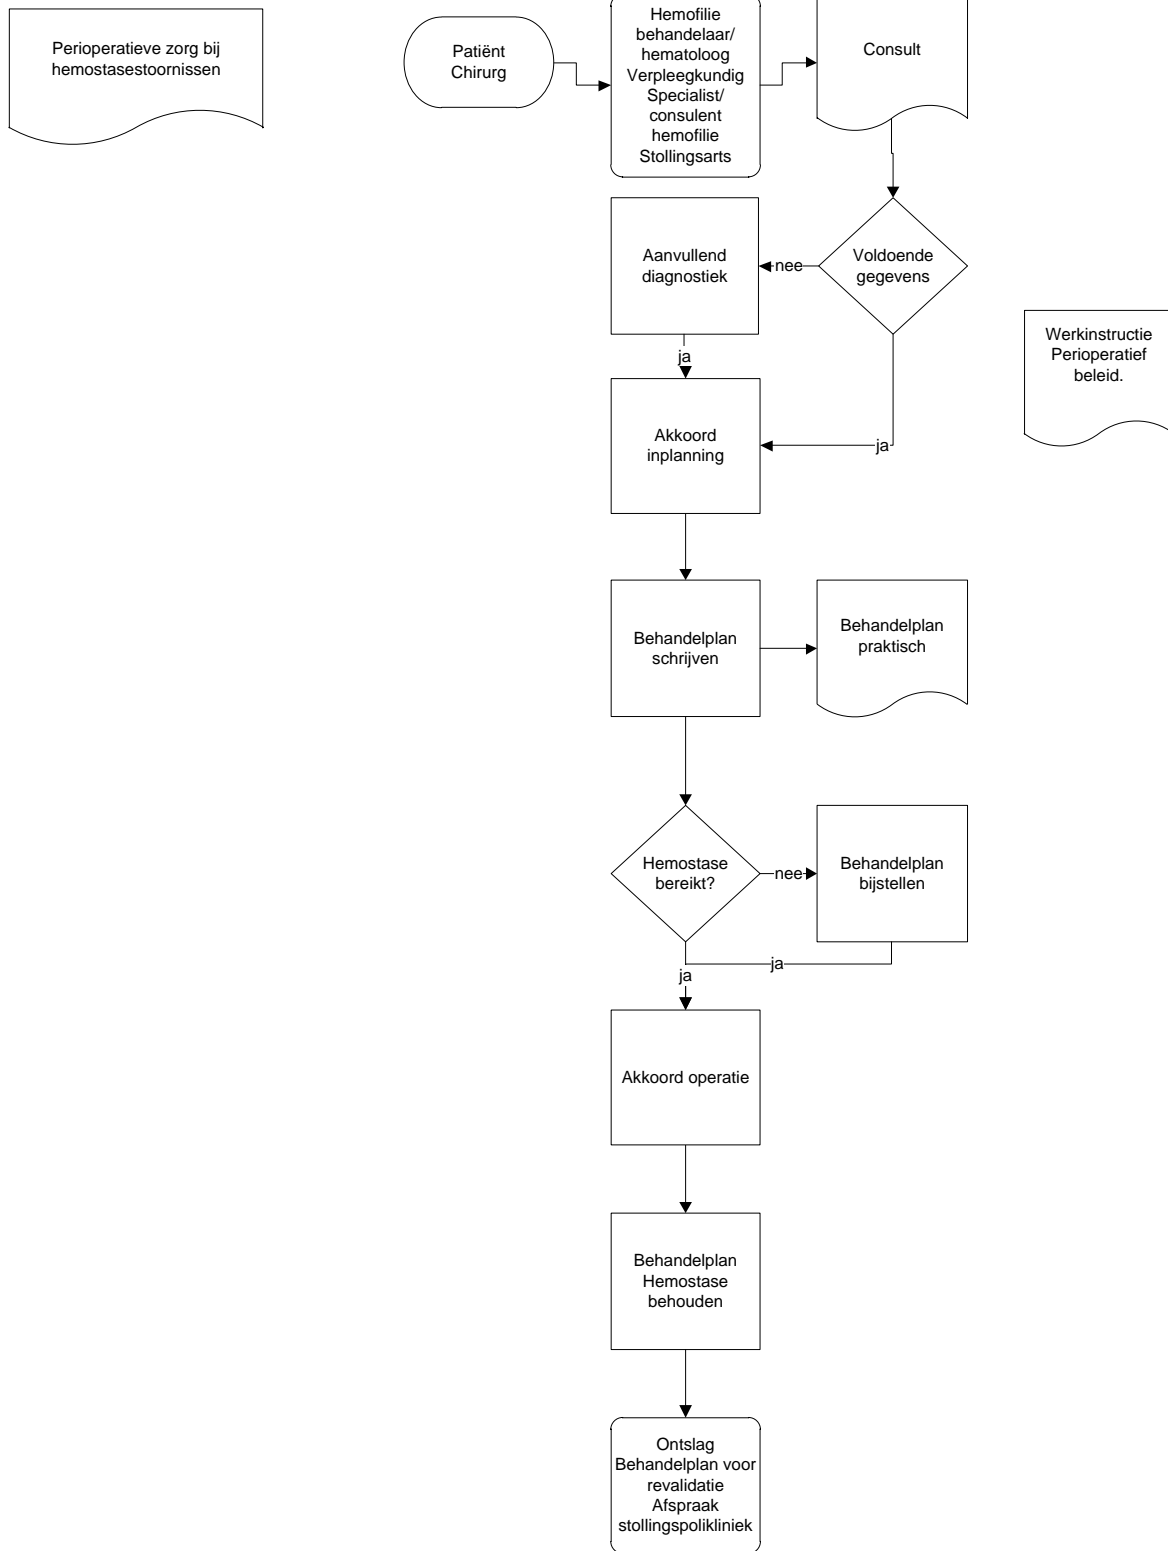 Perioperatieve zorg bij
hemostasestoornissen
Patiënt
Chirurg
Hemofilie
behandelaar/
hematoloog
Verpleegkundig
Specialist/
consulent
hemofilie
Stollingsarts
Consult
Aanvullend
diagnostiek
nee
Voldoende
gegevens
Werkinstructie
Perioperatief
beleid.
ja
Akkoord
inplanning
ja
Behandelplan
schrijven
Behandelplan
praktisch
Hemostase
bereikt?
nee
Behandelplan
bijstellen
ja
ja
Akkoord operatie
Behandelplan
Hemostase
behouden
Ontslag
Behandelplan voor
revalidatie
Afspraak
stollingspolikliniek